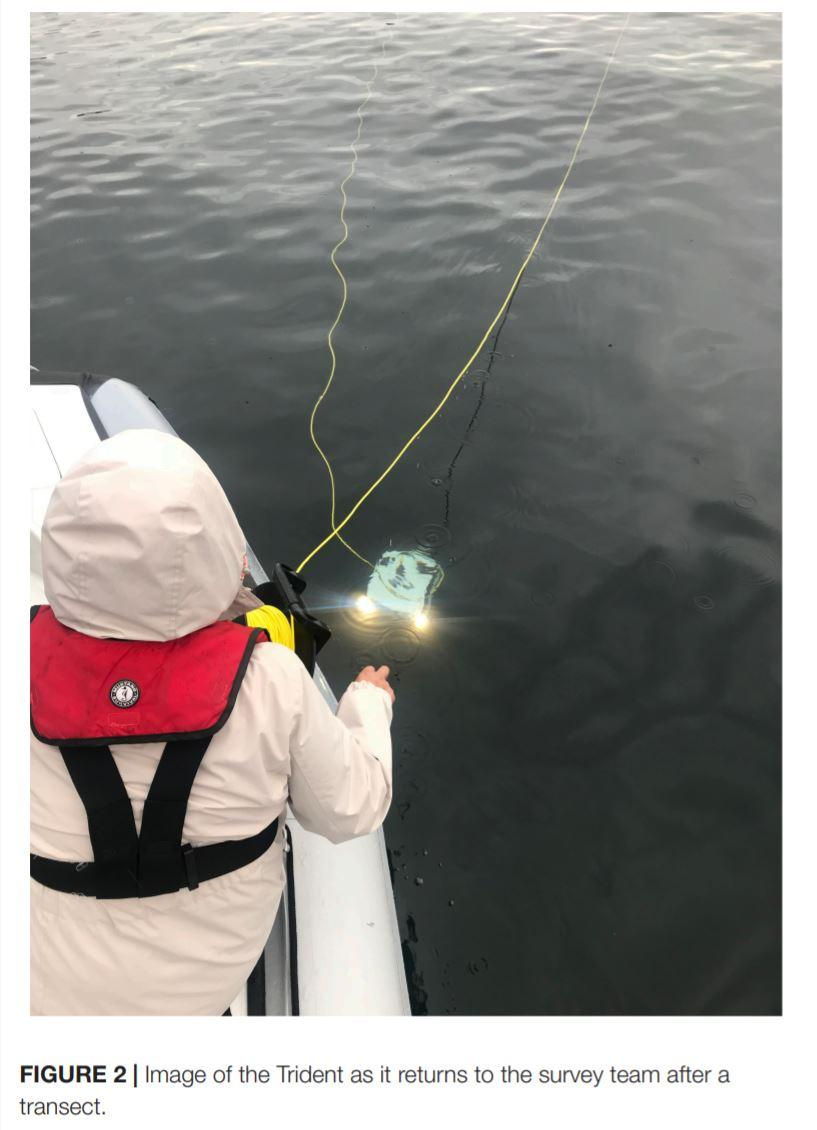 FIGURE 2 | Image of the Trident as it returns to the survey team after a
transect.